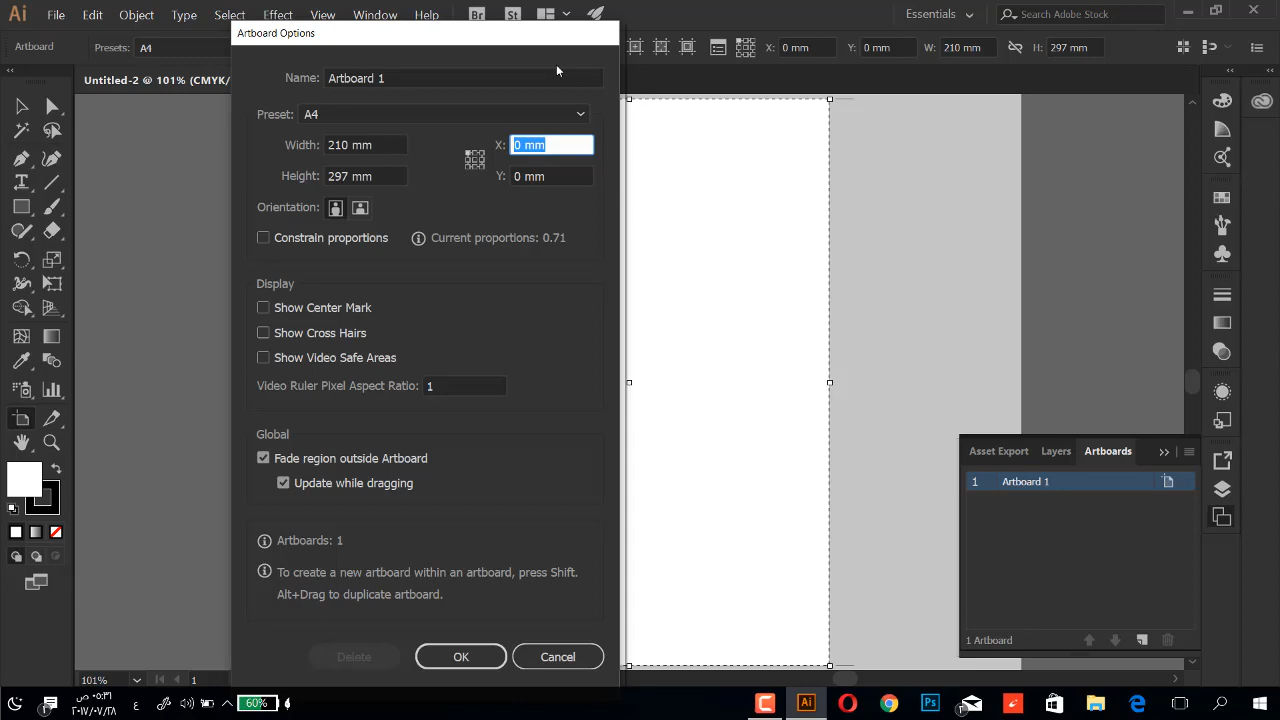 Ai File Edit Object Type Select Effect View Window Help Br St Essentials Search Adobe Stock
Artboard Presets: A4 X: 0 mm Y: 0 mm W: 210 mm H: 297 mm
Untitled-2 @ 101% (CMYK/
Artboard Options
Name: Artboard 1
Preset: A4
Width: 210 mm X: 0 mm
Height: 297 mm Y: 0 mm
Orientation:
Constrain proportions Current proportions: 0.71
Display
Show Center Mark
Show Cross Hairs
Show Video Safe Areas
Video Ruler Pixel Aspect Ratio: 1
Global
Fade region outside Artboard
Update while dragging
Artboards: 1
To create a new artboard within an artboard, press Shift.
Alt+Drag to duplicate artboard.
Delete OK Cancel
Asset Export Layers Artboards
1 Artboard 1
1 Artboard
101% 1
60% Ai Ps